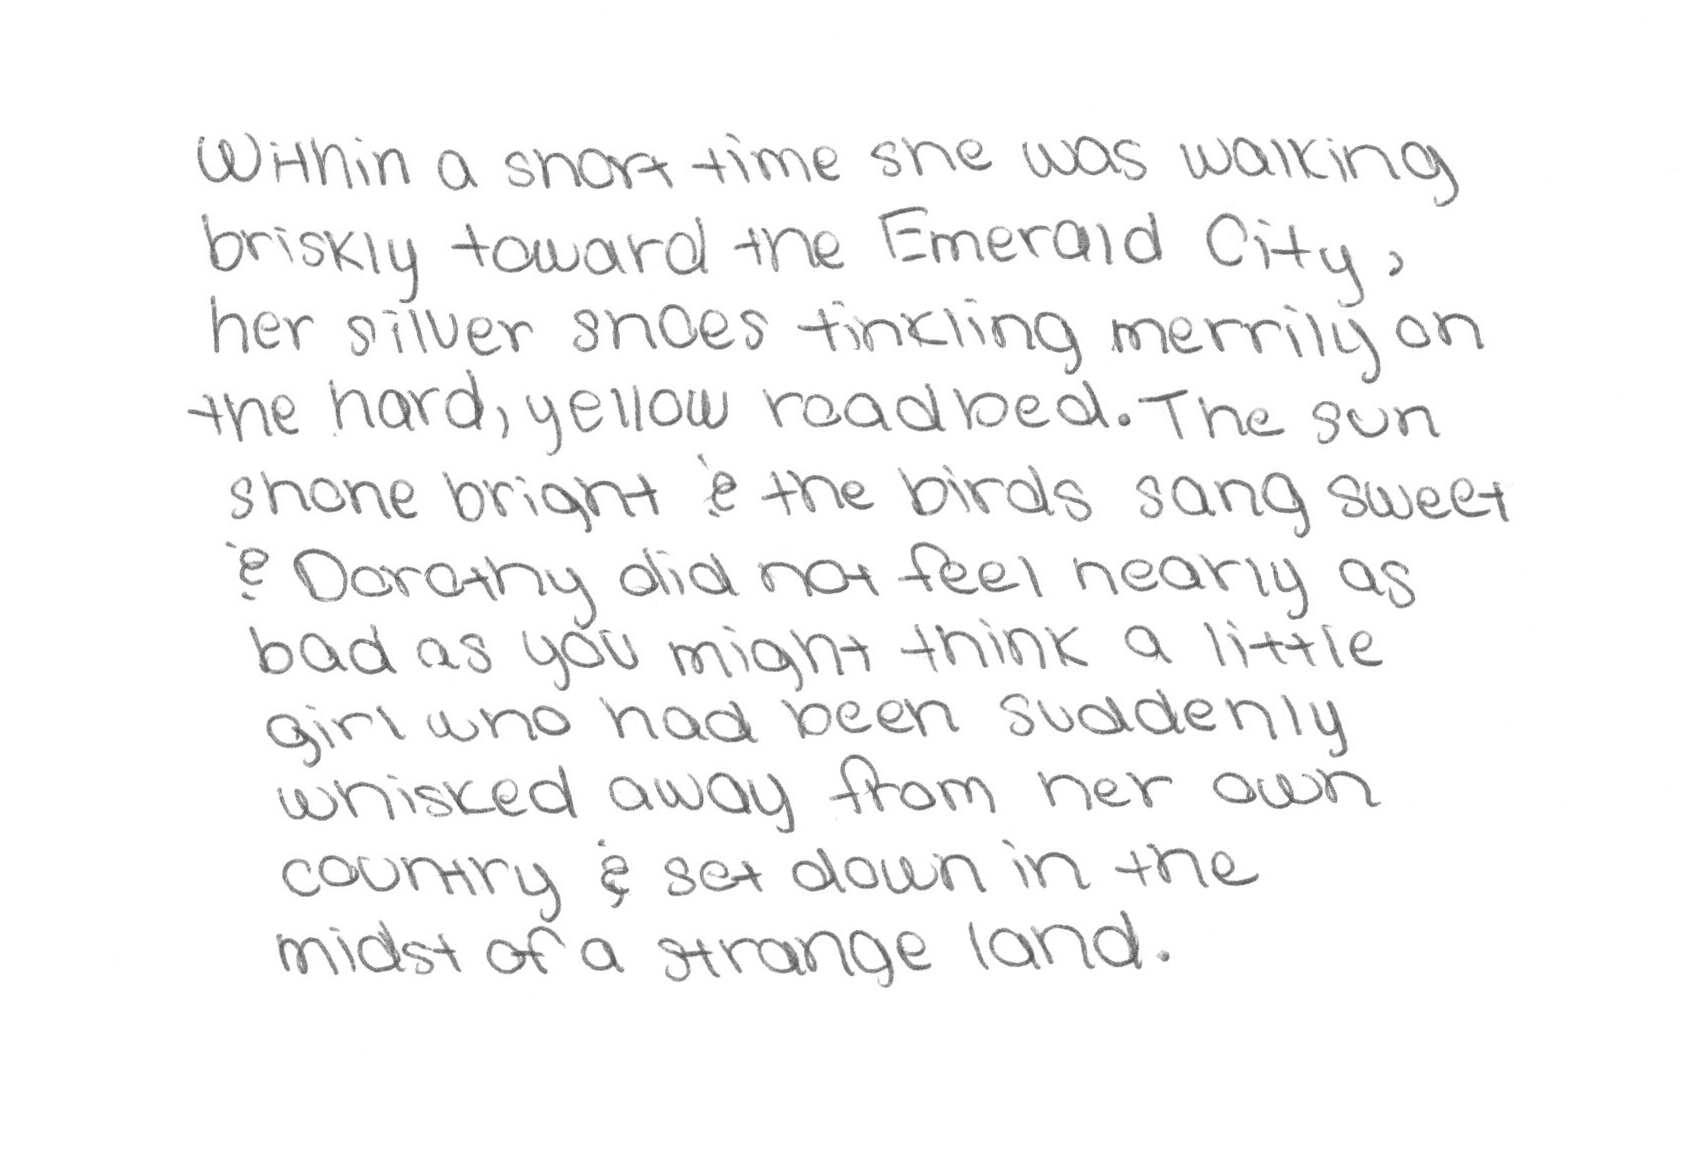 Within a short time she was walking
briskly toward the Emerald City,
her silver shoes tinkling merrily on
the hard, yellow roadbed. The sun
shone bright & the birds sang sweet
& Dorothy did not feel nearly as
bad as you might think a little
girl who had been suddenly
whisked away from her own
country & set down in the
midst of a strange land.